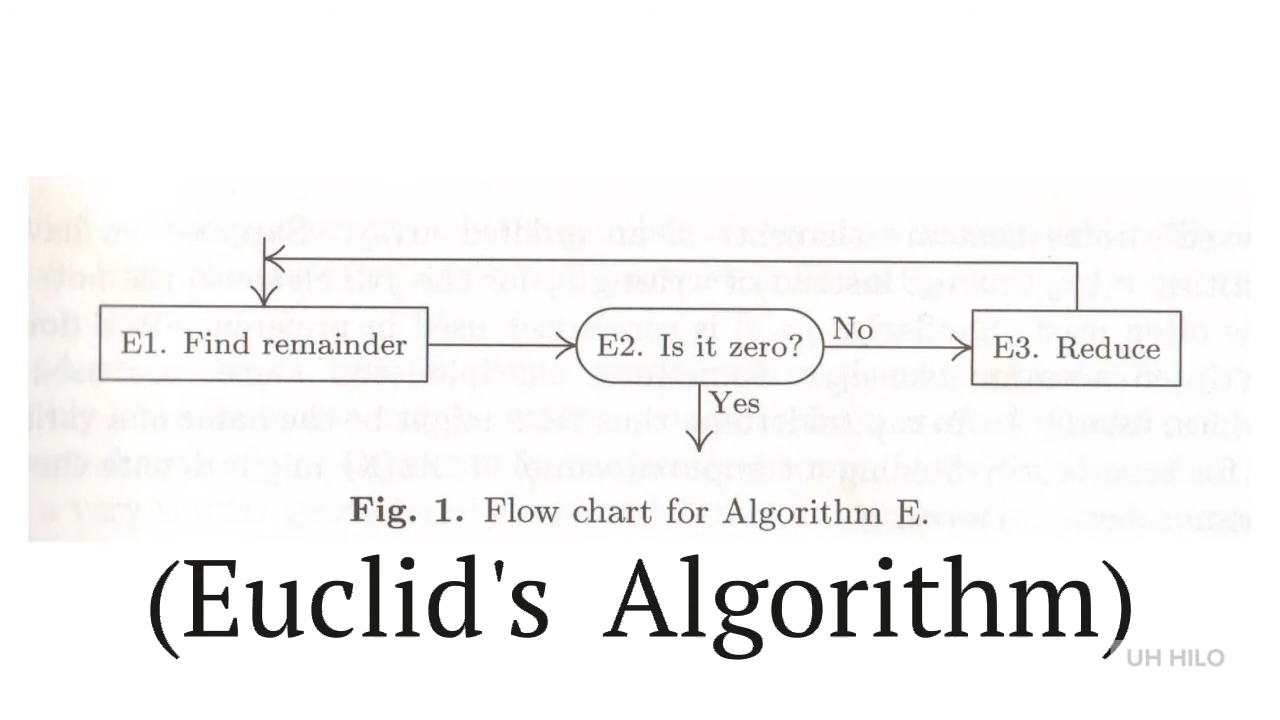 E1. Find remainder
E2. Is it zero?
No
E3. Reduce
Yes
Fig. 1. Flow chart for Algorithm E.
(Euclid's Algorithm)
UH HILO